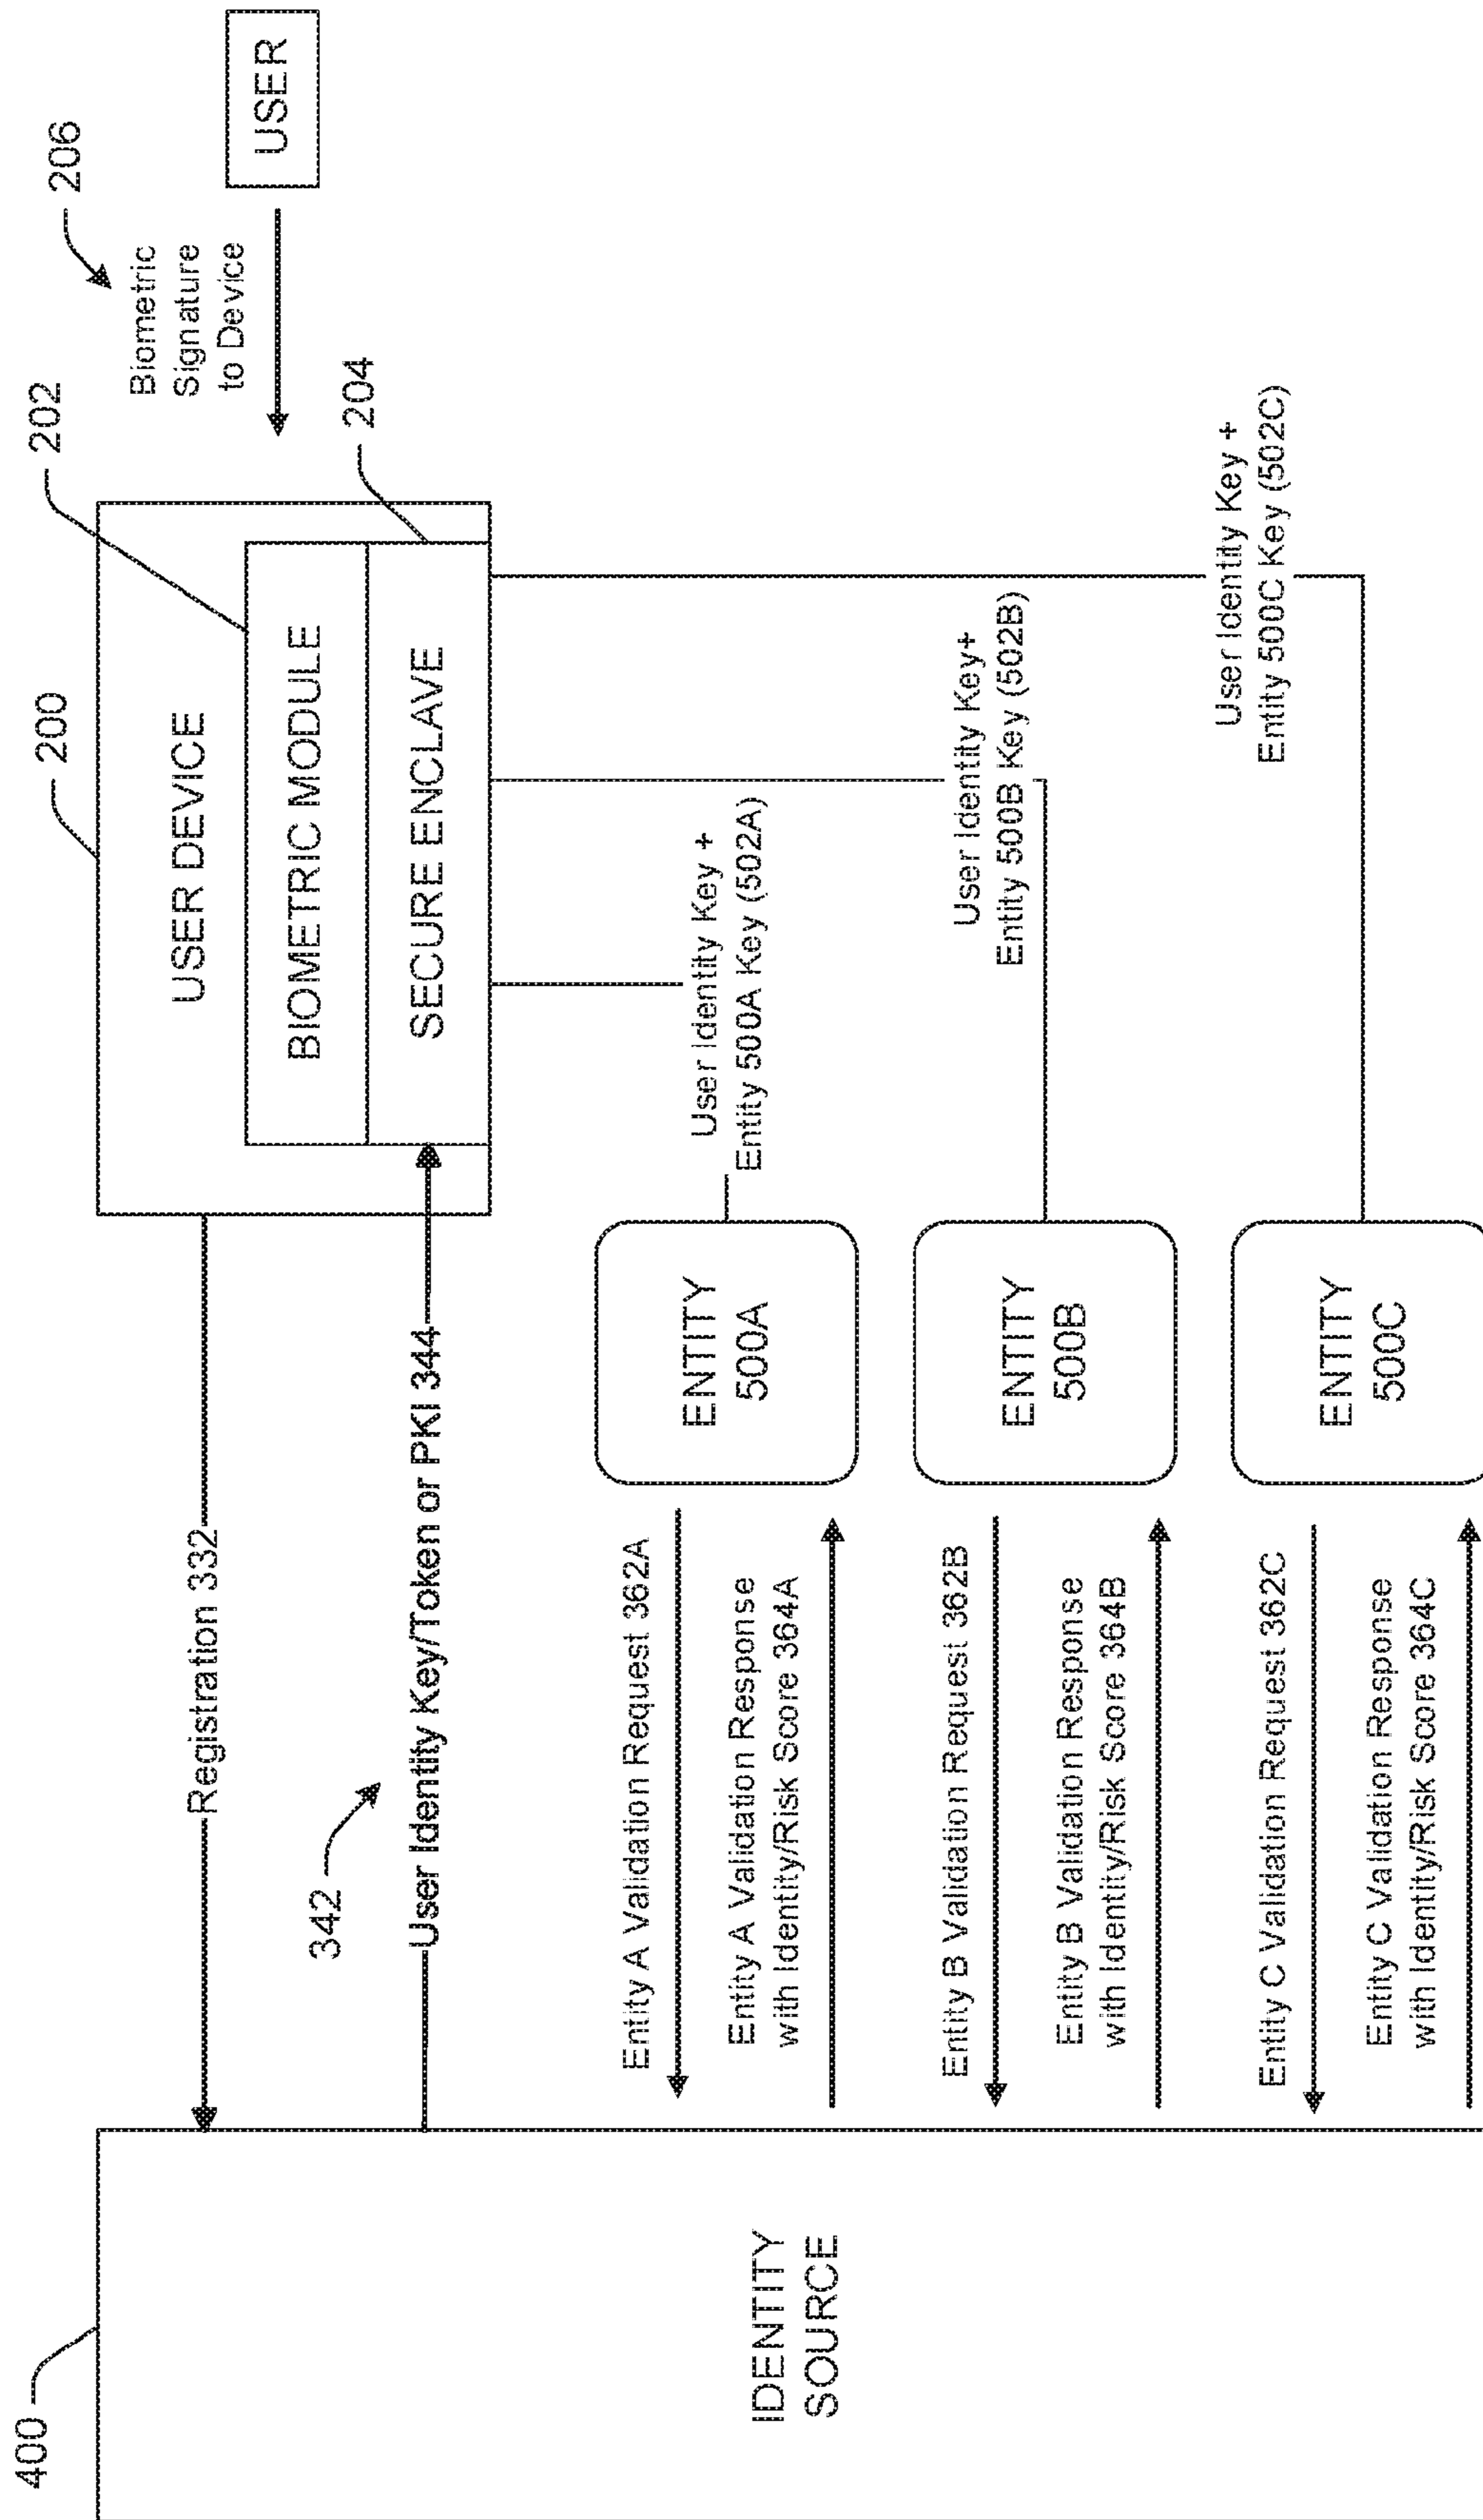 400
IDENTITY
SOURCE
Registration 332
342
User Identity Key/Token or PKI 344
Entity A Validation Request 362A
Entity A Validation Response
with Identity/Risk Score 364A
Entity B Validation Request 362B
Entity B Validation Response
with Identity/Risk Score 364B
Entity C Validation Request 362C
Entity C Validation Response
with Identity/Risk Score 364C
ENTITY
500A
ENTITY
500B
ENTITY
500C
200
USER DEVICE
202
BIOMETRIC MODULE
204
SECURE ENCLAVE
User Identity Key +
Entity 500A Key (502A)
User Identity Key+
Entity 500B Key (502B)
User Identity Key +
Entity 500C Key (502C)
206
Biometric
Signature
to Device
USER